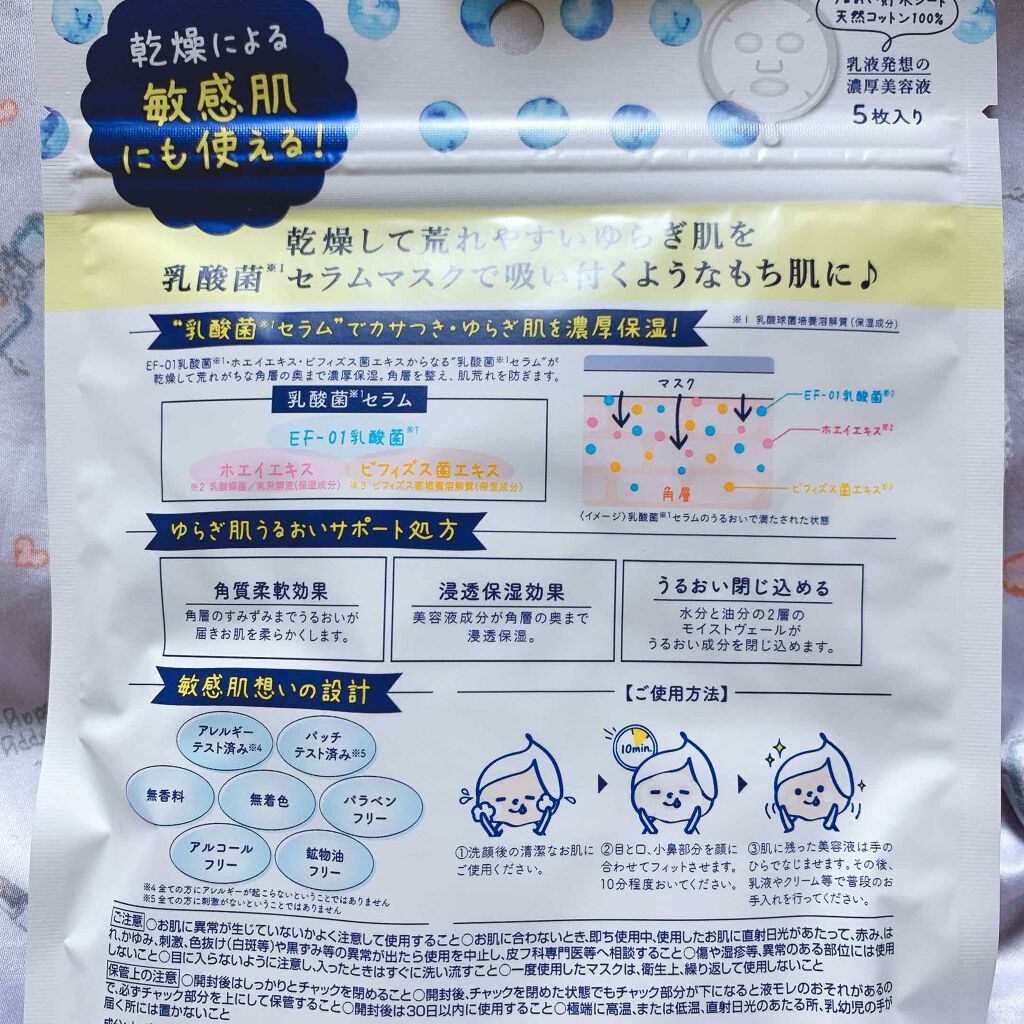 乾燥による
敏感肌
にも使える!
天然コットン100%
乳液発想の
濃厚美容液
5枚入り
乾燥して荒れやすいゆらぎ肌を
乳酸菌※1セラムマスクで吸い付くようなもち肌に♪
"乳酸菌※1セラム"でカサつき・ゆらぎ肌を濃厚保湿!
※1 乳酸球菌培養溶解質(保湿成分)
EF-01乳酸菌※1・ホエイエキス・ビフィズス菌エキスからなる"乳酸菌※1セラム"が
乾燥して荒れがちな角層の奥まで濃厚保湿。角層を整え、肌荒れを防ぎます。
乳酸菌※1セラム
EF-01乳酸菌※1
ホエイエキス
ビフィズス菌エキス
※2 乳酸桿菌/乳発酵液(保湿成分)
※3 ビフィズス菌培養溶解質(保湿成分)
マスク
EF-01乳酸菌※1
ホエイエキス※2
ビフィズス菌エキス※3
角層
〈イメージ〉乳酸菌※1セラムのうるおいで満たされた状態
ゆらぎ肌うるおいサポート処方
角質柔軟効果
角層のすみずみまでうるおいが
届きお肌を柔らかくします。
浸透保湿効果
美容液成分が角層の奥まで
浸透保湿。
うるおい閉じ込める
水分と油分の2層の
モイストヴェールが
うるおい成分を閉じ込めます。
敏感肌想いの設計
アレルギー
テスト済み※4
パッチ
テスト済み※5
無香料
無着色
パラベン
フリー
アルコール
フリー
鉱物油
フリー
※4 全ての方にアレルギーが起こらないということではありません
※5 全ての方に刺激がないということではありません
【ご使用方法】
10min.
①洗顔後の清潔なお肌に
ご使用ください。
②目と口、小鼻部分を顔に
合わせてフィットさせます。
10分程度おいてください。
③肌に残った美容液は手の
ひらでなじませます。その後、
乳液やクリーム等で普段のお
手入れを行ってください。
ご注意○お肌に異常が生じていないかよく注意して使用すること○お肌に合わないとき、即ち使用中、使用したお肌に直射日光があたって、赤み、は
れ、かゆみ、刺激、色抜け(白斑等)や黒ずみ等の異常が出たら使用を中止し、皮フ科専門医等へ相談すること○傷や湿疹等、異常のある部位には使用
しないこと○目に入らないように注意し、入ったときはすぐに洗い流すこと○一度使用したマスクは、衛生上、繰り返して使用しないこと
保管上の注意○開封後はしっかりとチャックを閉めること○開封後、チャックを閉めた状態でもチャック部分が下になると液モレのおそれがあるの
で、必ずチャック部分を上にして保管すること○開封後は30日以内に使用すること○極端に高温、または低温、直射日光のあたる所、乳幼児の手が
届く所には置かないこと